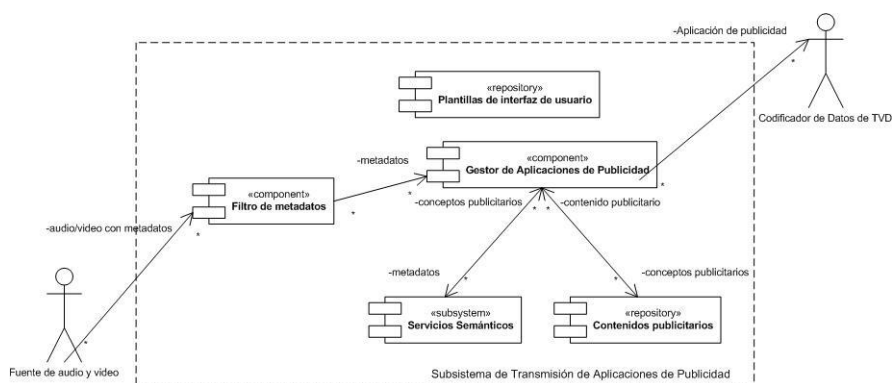 -Aplicación de publicidad
*
Codificador de Datos de TVD
«repository»
Plantillas de interfaz de usuario
-metadatos
«component»
Gestor de Aplicaciones de Publicidad
*
*
*
«component»
Filtro de metadatos
*
-conceptos publicitarios
*
*
-contenido publicitario
-audio/video con metadatos
-metadatos
*
*
-conceptos publicitarios
«subsystem»
Servicios Semánticos
«repository»
Contenidos publicitarios
*
Fuente de audio y video
Subsistema de Transmisión de Aplicaciones de Publicidad